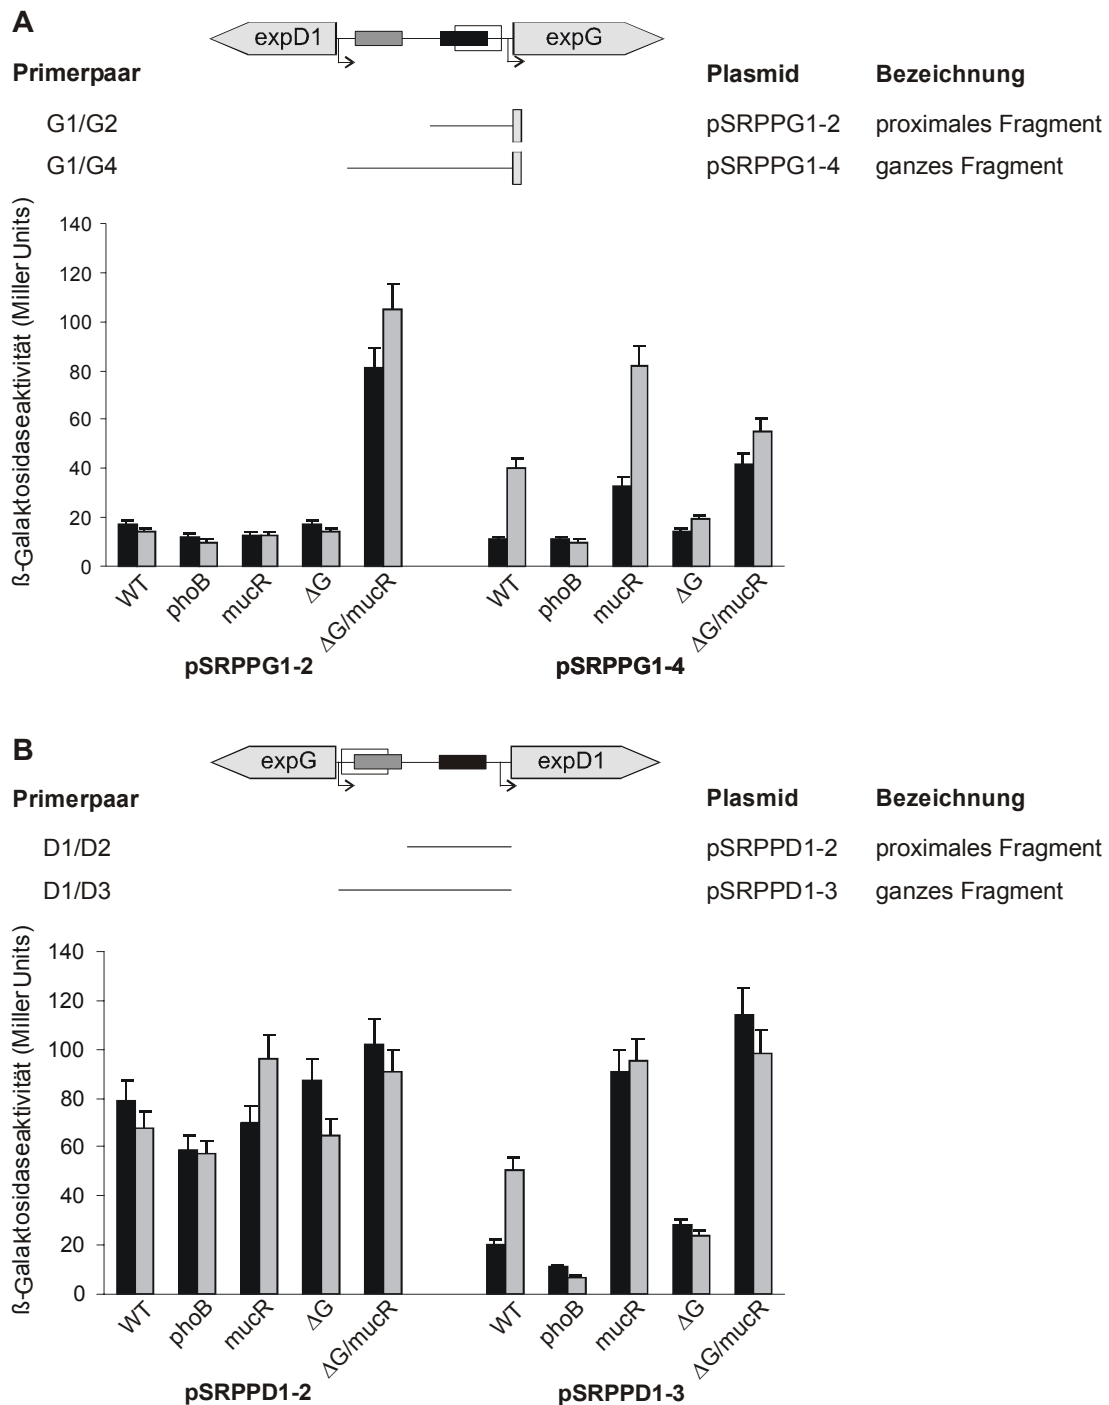 A
expD1 expG
Primerpaar Plasmid Bezeichnung
G1/G2 pSRPPG1-2 proximales Fragment
G1/G4 pSRPPG1-4 ganzes Fragment
ß-Galaktosidaseaktivität (Miller Units)
140
120
100
80
60
40
20
0
WT phoB mucR ΔG ΔG/mucR WT phoB mucR ΔG ΔG/mucR
pSRPPG1-2 pSRPPG1-4
B
expG expD1
Primerpaar Plasmid Bezeichnung
D1/D2 pSRPPD1-2 proximales Fragment
D1/D3 pSRPPD1-3 ganzes Fragment
ß-Galaktosidaseaktivität (Miller Units)
140
120
100
80
60
40
20
0
WT phoB mucR ΔG ΔG/mucR WT phoB mucR ΔG ΔG/mucR
pSRPPD1-2 pSRPPD1-3